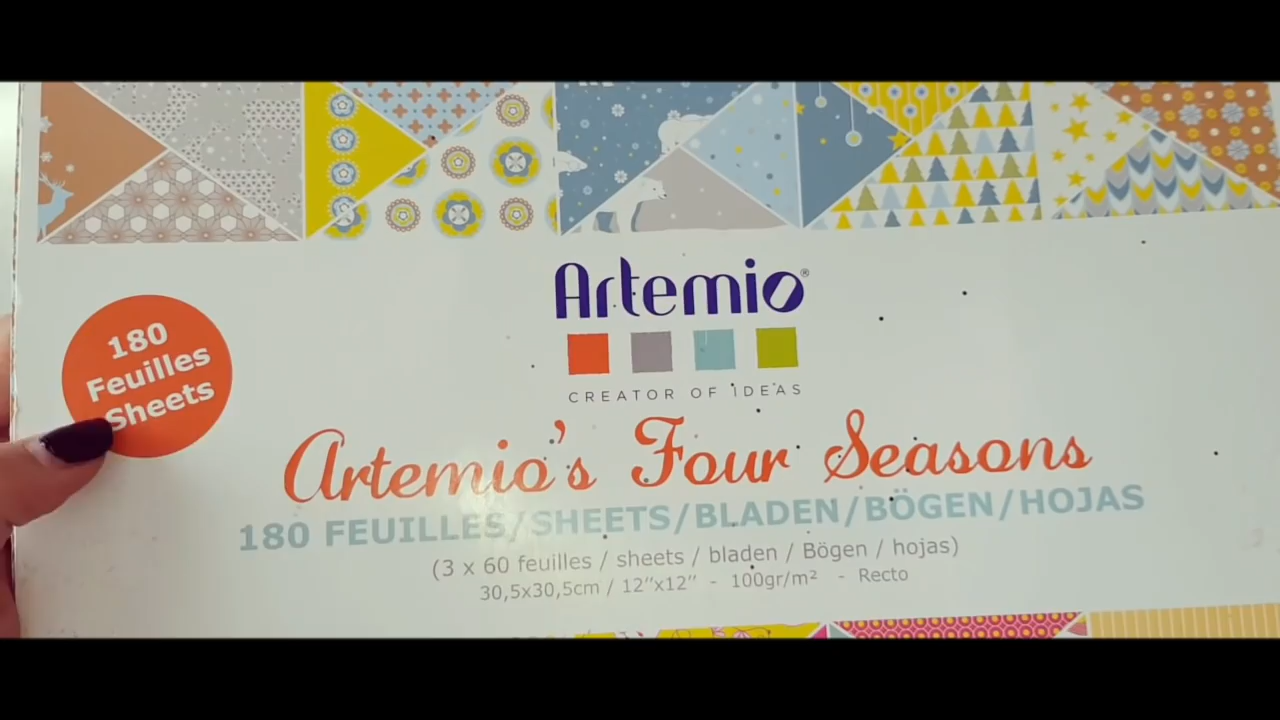 Artemio®
CREATOR OF IDEAS
180
Feuilles
Sheets
Artemio's Four Seasons
180 FEUILLES/SHEETS/BLADEN/BÖGEN/HOJAS
(3 x 60 feuilles / sheets / bladen / Bögen / hojas)
30,5x30,5cm / 12’’x12’’ - 100gr/m² - Recto